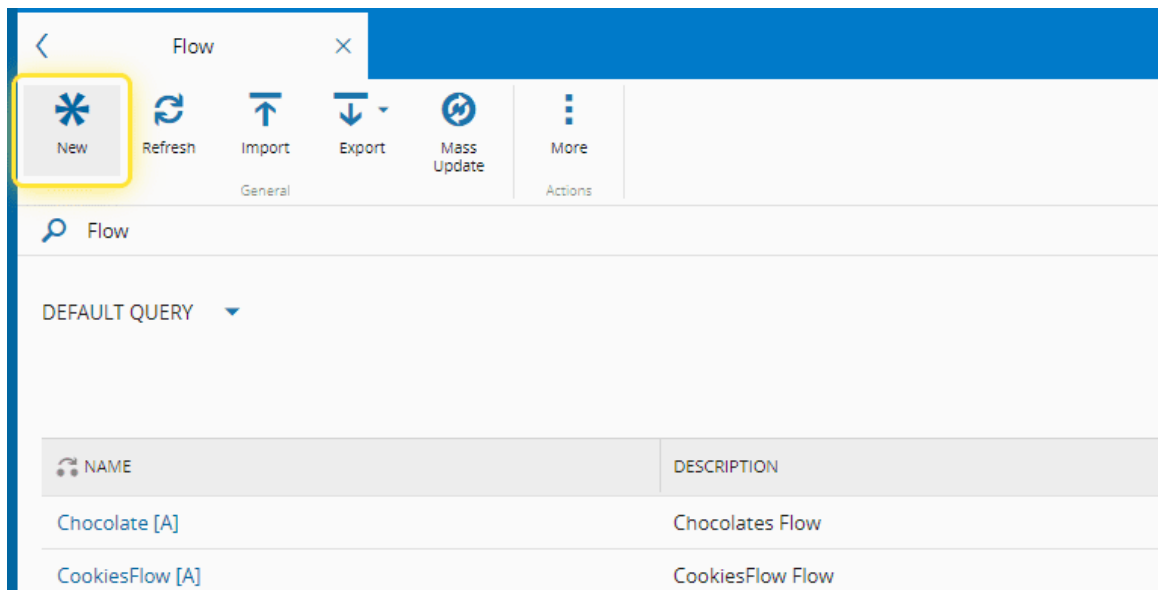 Flow
New Refresh Import Export Mass Update More
General Actions
Flow
DEFAULT QUERY
NAME DESCRIPTION
Chocolate [A] Chocolates Flow
CookiesFlow [A] CookiesFlow Flow